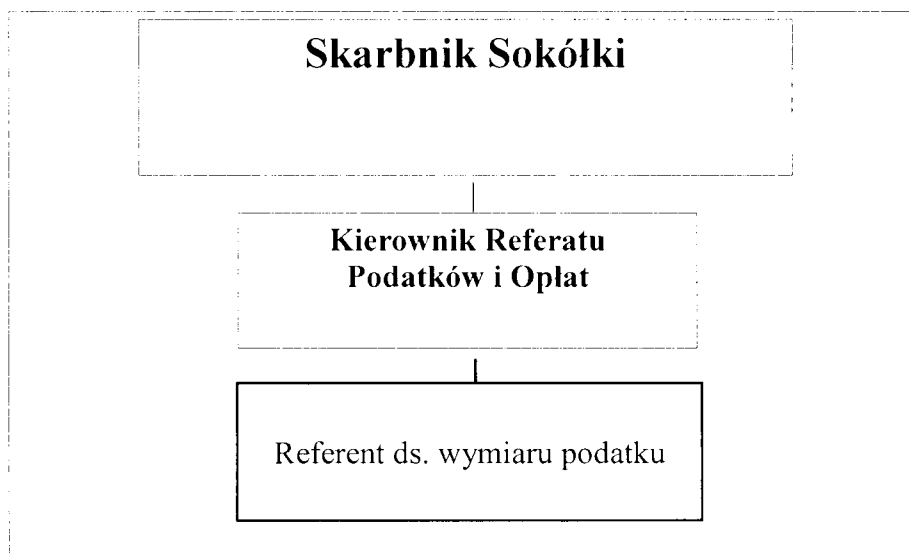 Skarbnik Sokółki
Kierownik Referatu
Podatków i Opłat
Referent ds. wymiaru podatku